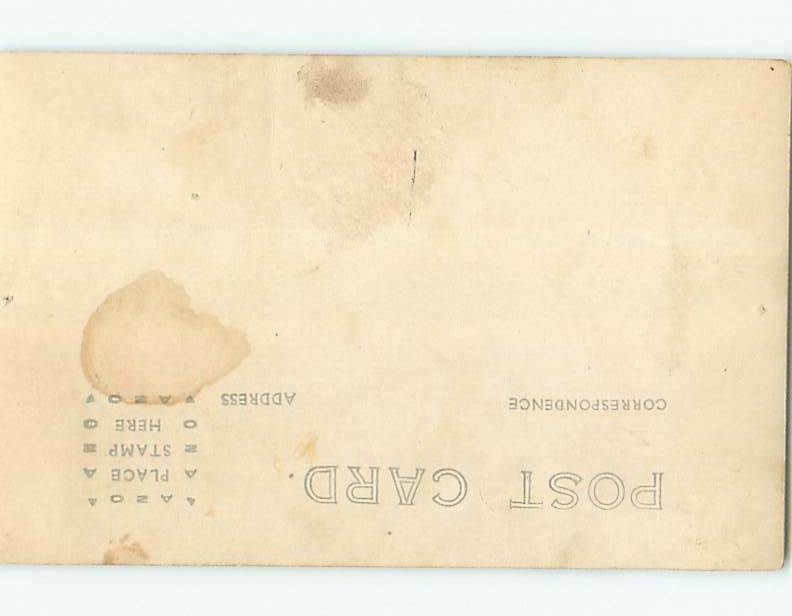 POST CARD
CORRESPONDENCE
ADDRESS
▲ A Z O ▲
A PLACE A
Z STAMP Z
O HERE O
▼ A Z O ▼